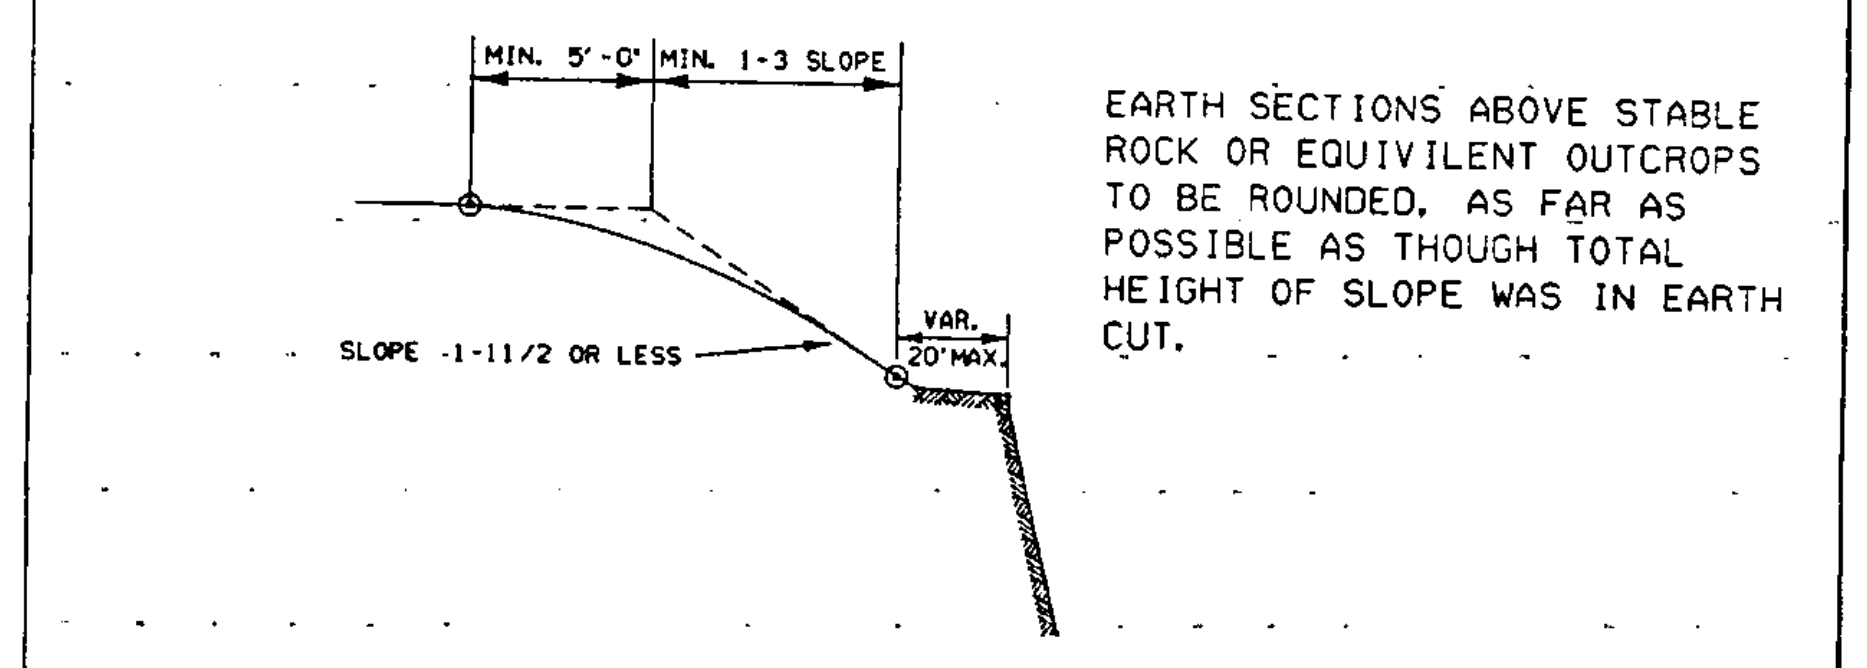 MIN. 5'-0" MIN. 1-3 SLOPE
EARTH SECTIONS ABOVE STABLE
ROCK OR EQUIVILENT OUTCROPS
TO BE ROUNDED. AS FAR AS
POSSIBLE AS THOUGH TOTAL
HEIGHT OF SLOPE WAS IN EARTH
CUT.
VAR.
20'MAX.
SLOPE -1-11/2 OR LESS